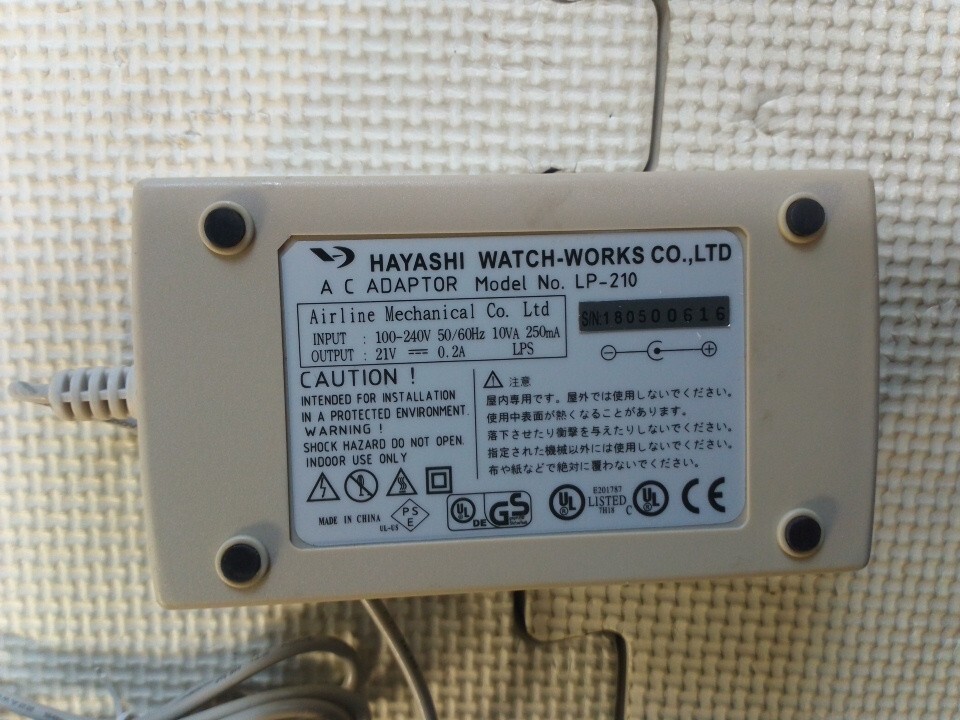 HAYASHI WATCH-WORKS CO.,LTD
A C ADAPTOR Model No. LP-210
Airline Mechanical Co. Ltd
INPUT : 100-240V 50/60Hz 10VA 250mA
OUTPUT : 21V 0.2A LPS
S/N:180500616
CAUTION !
INTENDED FOR INSTALLATION
IN A PROTECTED ENVIRONMENT.
WARNING !
SHOCK HAZARD DO NOT OPEN.
INDOOR USE ONLY
注意
屋内専用です。屋外では使用しないでください。
使用中表面が熱くなることがあります。
落下させたり衝撃を与えたりしないでください。
指定された機械以外には使用しないでください。
布や紙などで絶対に覆わないでください。
MADE IN CHINA
UL-US
PS
E
UL
DE
GS
UL
E201787
LISTED
7H18
C
UL
CE